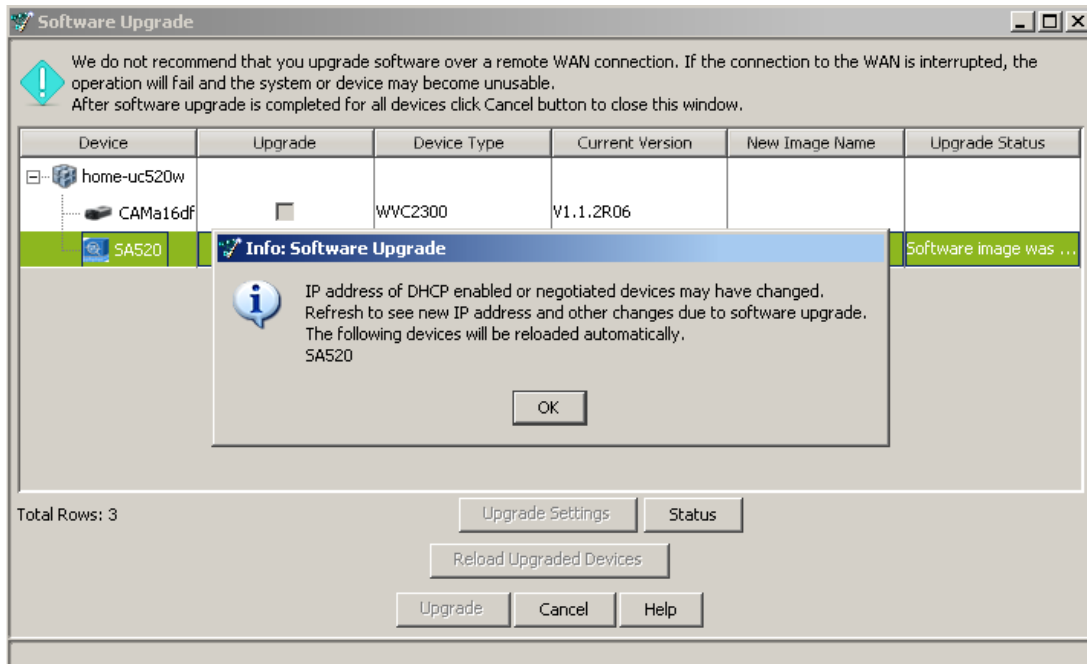 Software Upgrade
We do not recommend that you upgrade software over a remote WAN connection. If the connection to the WAN is interrupted, the
operation will fail and the system or device may become unusable.
After software upgrade is completed for all devices click Cancel button to close this window.
Device Upgrade Device Type Current Version New Image Name Upgrade Status
home-uc520w
CAMa16df WVC2300 V1.1.2R06
SA520 Software image was ...
Info: Software Upgrade
IP address of DHCP enabled or negotiated devices may have changed.
Refresh to see new IP address and other changes due to software upgrade.
The following devices will be reloaded automatically.
SA520
OK
Total Rows: 3
Upgrade Settings Status
Reload Upgraded Devices
Upgrade Cancel Help